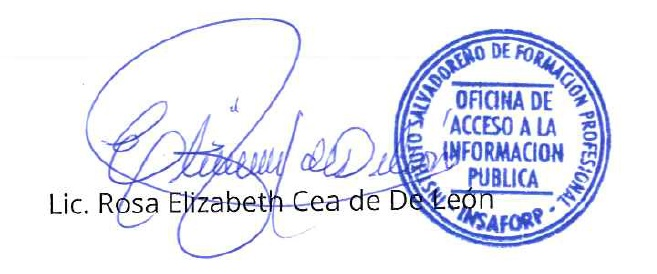 Lic. Rosa Elizabeth Cea de De León
INSTITUTO SALVADOREÑO DE FORMACION PROFESIONAL
OFICINA DE
ACCESO A LA
INFORMACION
PUBLICA
- INSAFORP -